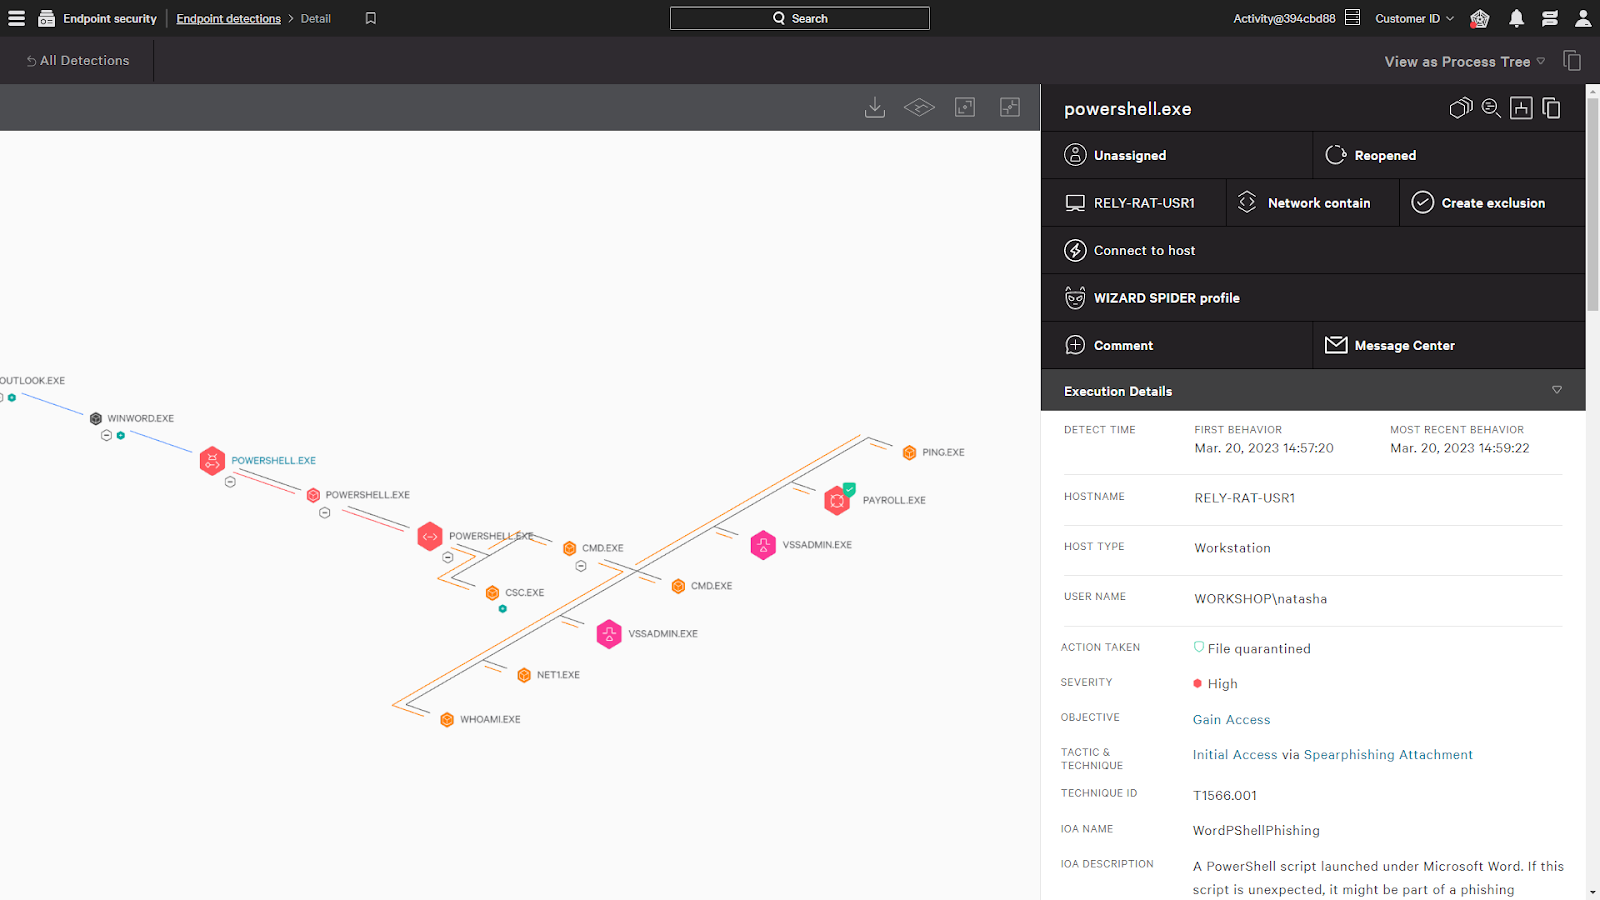 Endpoint security
Endpoint detections > Detail
Search
Activity@394cbd88
Customer ID
All Detections
View as Process Tree
OUTLOOK.EXE
WINWORD.EXE
POWERSHELL.EXE
POWERSHELL.EXE
POWERSHELL.EXE
CMD.EXE
CSC.EXE
PING.EXE
PAYROLL.EXE
VSSADMIN.EXE
CMD.EXE
VSSADMIN.EXE
NET1.EXE
WHOAMI.EXE
powershell.exe
Unassigned
Reopened
RELY-RAT-USR1
Network contain
Create exclusion
Connect to host
WIZARD SPIDER profile
Comment
Message Center
Execution Details
DETECT TIME
FIRST BEHAVIOR
Mar. 20, 2023 14:57:20
MOST RECENT BEHAVIOR
Mar. 20, 2023 14:59:22
HOSTNAME
RELY-RAT-USR1
HOST TYPE
Workstation
USER NAME
WORKSHOP\natasha
ACTION TAKEN
File quarantined
SEVERITY
High
OBJECTIVE
Gain Access
TACTIC &
TECHNIQUE
Initial Access via Spearphishing Attachment
TECHNIQUE ID
T1566.001
IOA NAME
WordPShellPhishing
IOA DESCRIPTION
A PowerShell script launched under Microsoft Word. If this
script is unexpected, it might be part of a phishing